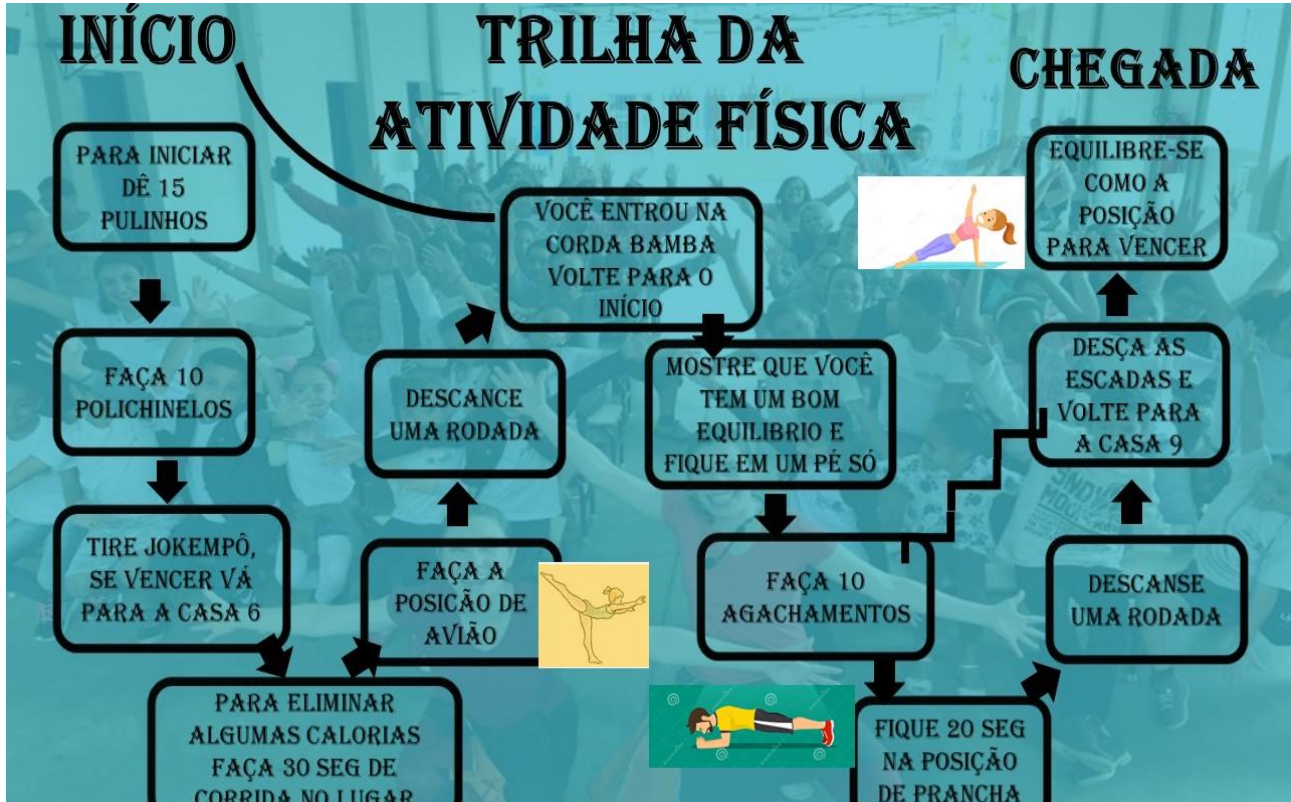 INÍCIO
TRILHA DA
ATIVIDADE FÍSICA
CHEGADA
PARA INICIAR
DÊ 15
PULINHOS
FAÇA 10
POLICHINELOS
TIRE JOKEMPÔ,
SE VENCER VÁ
PARA A CASA 6
PARA ELIMINAR
ALGUMAS CALORIAS
FAÇA 30 SEG DE
CORRIDA NO LUGAR
FAÇA A
POSICÃO DE
AVIÃO
DESCANCE
UMA RODADA
VOCÊ ENTROU NA
CORDA BAMBA
VOLTE PARA O
INÍCIO
MOSTRE QUE VOCÊ
TEM UM BOM
EQUILIBRIO E
FIQUE EM UM PÉ SÓ
FAÇA 10
AGACHAMENTOS
FIQUE 20 SEG
NA POSIÇÃO
DE PRANCHA
DESCANSE
UMA RODADA
DESÇA AS
ESCADAS E
VOLTE PARA
A CASA 9
EQUILIBRE-SE
COMO A
POSIÇÃO
PARA VENCER